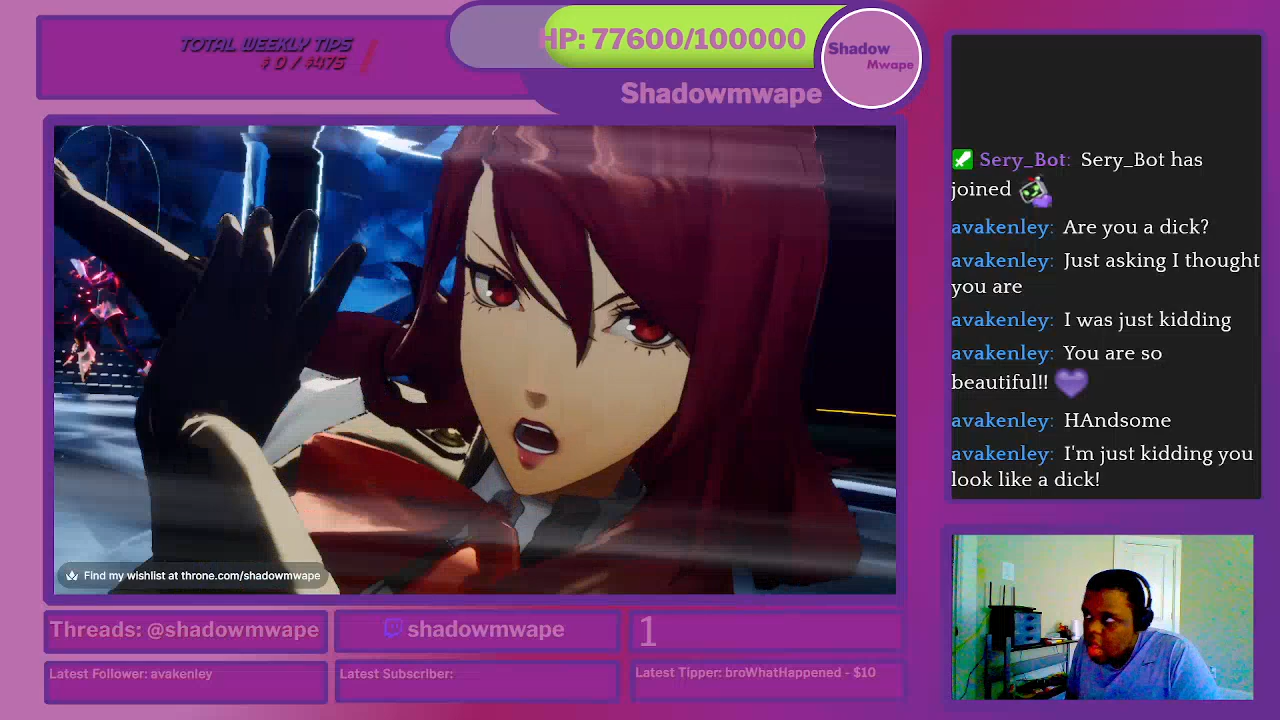 TOTAL WEEKLY TIPS
$ 0 / $475
HP: 77600/100000
Shadow
Mwape
Shadowmwape
Sery_Bot: Sery_Bot has
joined
avakenley: Are you a dick?
avakenley: Just asking I thought
you are
avakenley: I was just kidding
avakenley: You are so
beautiful!!
avakenley: HAndsome
avakenley: I'm just kidding you
look like a dick!
Find my wishlist at throne.com/shadowmwape
Threads: @shadowmwape
shadowmwape
1
Latest Follower: avakenley
Latest Subscriber:
Latest Tipper: broWhatHappened - $10